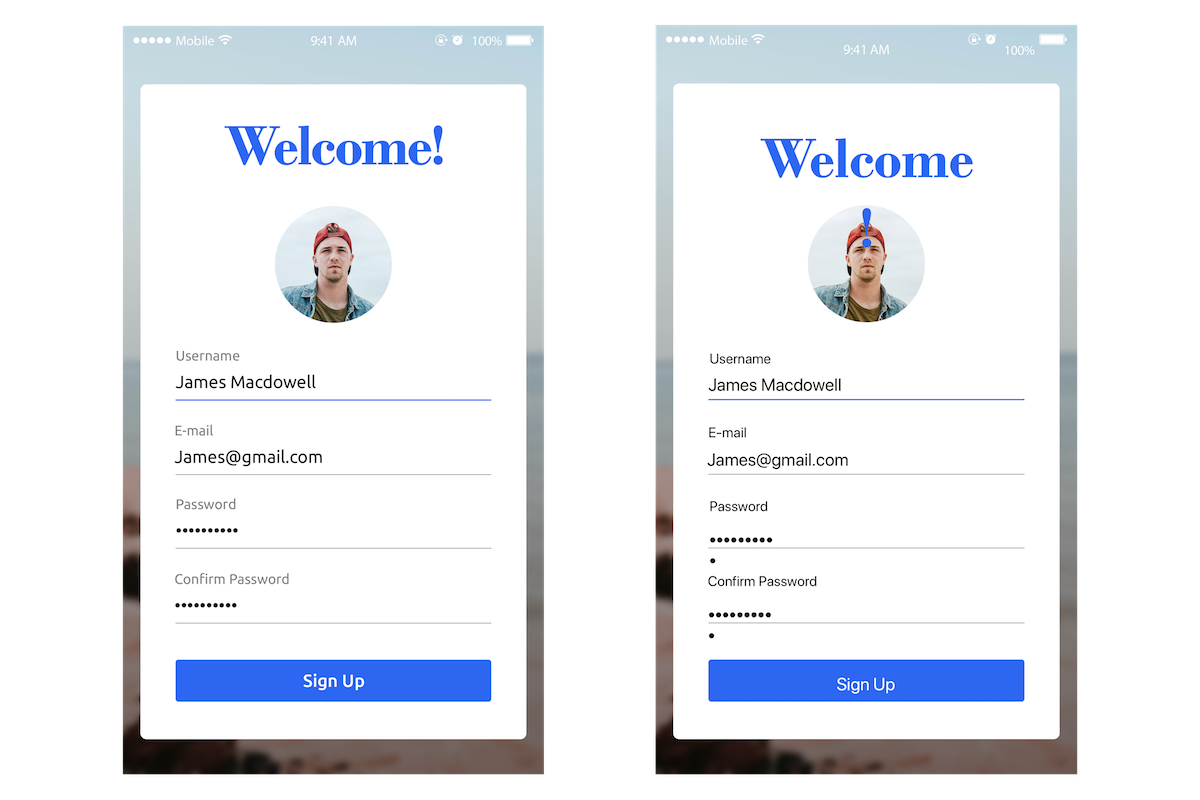 Mobile 9:41 AM 100%
Welcome!
Username
James Macdowell
E-mail
James@gmail.com
Password
••••••••••
Confirm Password
••••••••••
Sign Up
Mobile
9:41 AM
100%
Welcome
!
Username
James Macdowell
E-mail
James@gmail.com
Password
•••••••••
•
Confirm Password
•••••••••
•
Sign Up